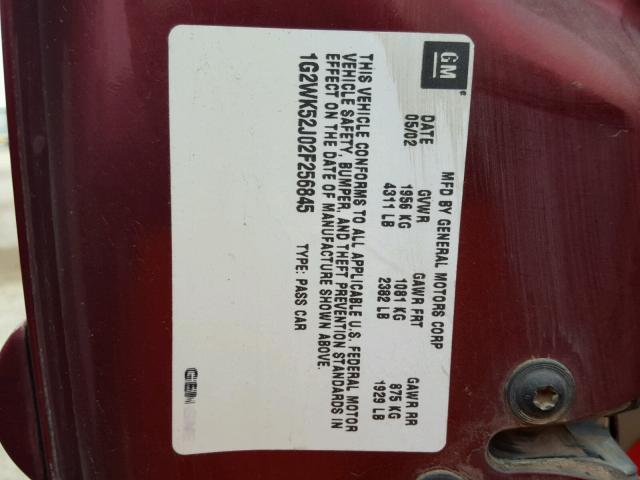 GM
MFD BY GENERAL MOTORS CORP
DATE GVWR GAWR FRT GAWR RR
05/02 1956 KG 1081 KG 875 KG
4311 LB 2382 LB 1929 LB
THIS VEHICLE CONFORMS TO ALL APPLICABLE U.S. FEDERAL MOTOR
VEHICLE SAFETY, BUMPER, AND THEFT PREVENTION STANDARDS IN
EFFECT ON THE DATE OF MANUFACTURE SHOWN ABOVE.
1G2WK52J02F256845 TYPE: PASS CAR